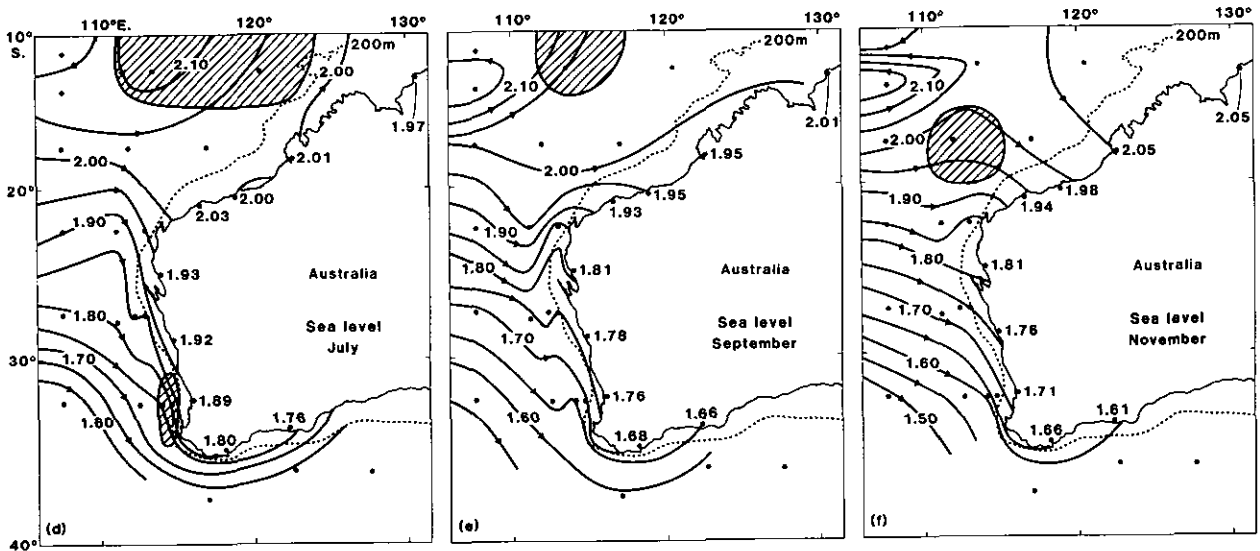 110°E. 120° 130°
110° 120° 130°
110° 120° 130°
10°
S.
20°
30°
40°
200m
2.10
2.00
1.97
2.01
2.00
2.00
2.03
1.90
1.93
Australia
1.80
Sea level
July
1.92
1.70
1.89
1.60
1.76
1.80
(d)
200m
2.10
2.01
1.95
2.00
1.95
1.93
1.90
1.80
1.81
Australia
Sea level
September
1.78
1.70
1.76
1.60
1.66
1.68
(e)
200m
2.10
2.05
2.00
2.05
1.98
1.90
1.94
1.80
1.81
Australia
1.70
Sea level
November
1.76
1.60
1.71
1.50
1.61
1.66
(f)